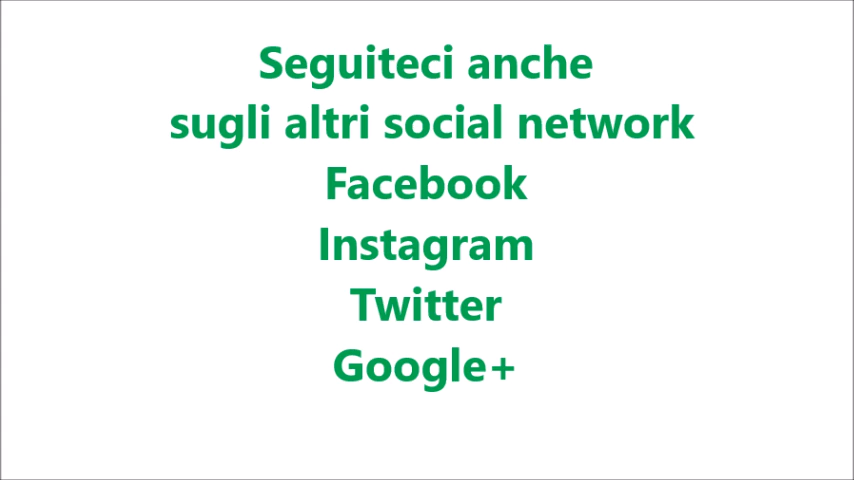 Seguiteci anche
sugli altri social network
Facebook
Instagram
Twitter
Google+